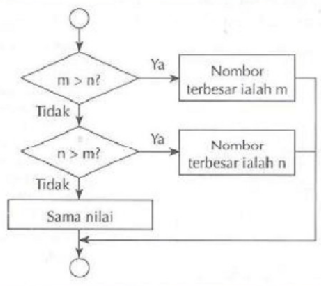 m > n?
Ya
Nombor
terbesar ialah m
Tidak
n > m?
Ya
Nombor
terbesar ialah n
Tidak
Sama nilai